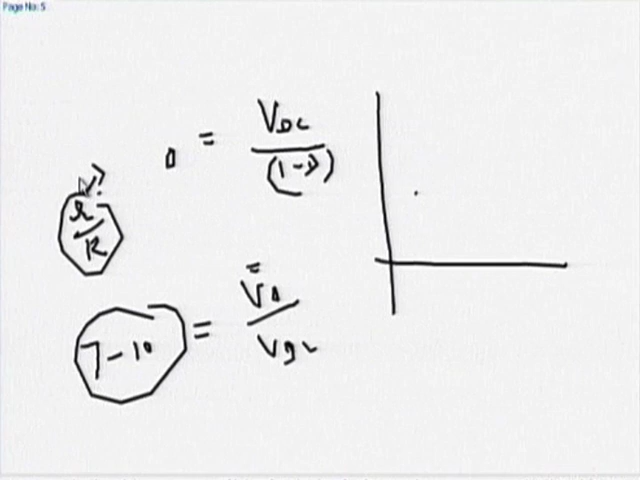 Page No: 5
0 = VDC / (1-D)
r/R ?
7-10 = V0 / VDC